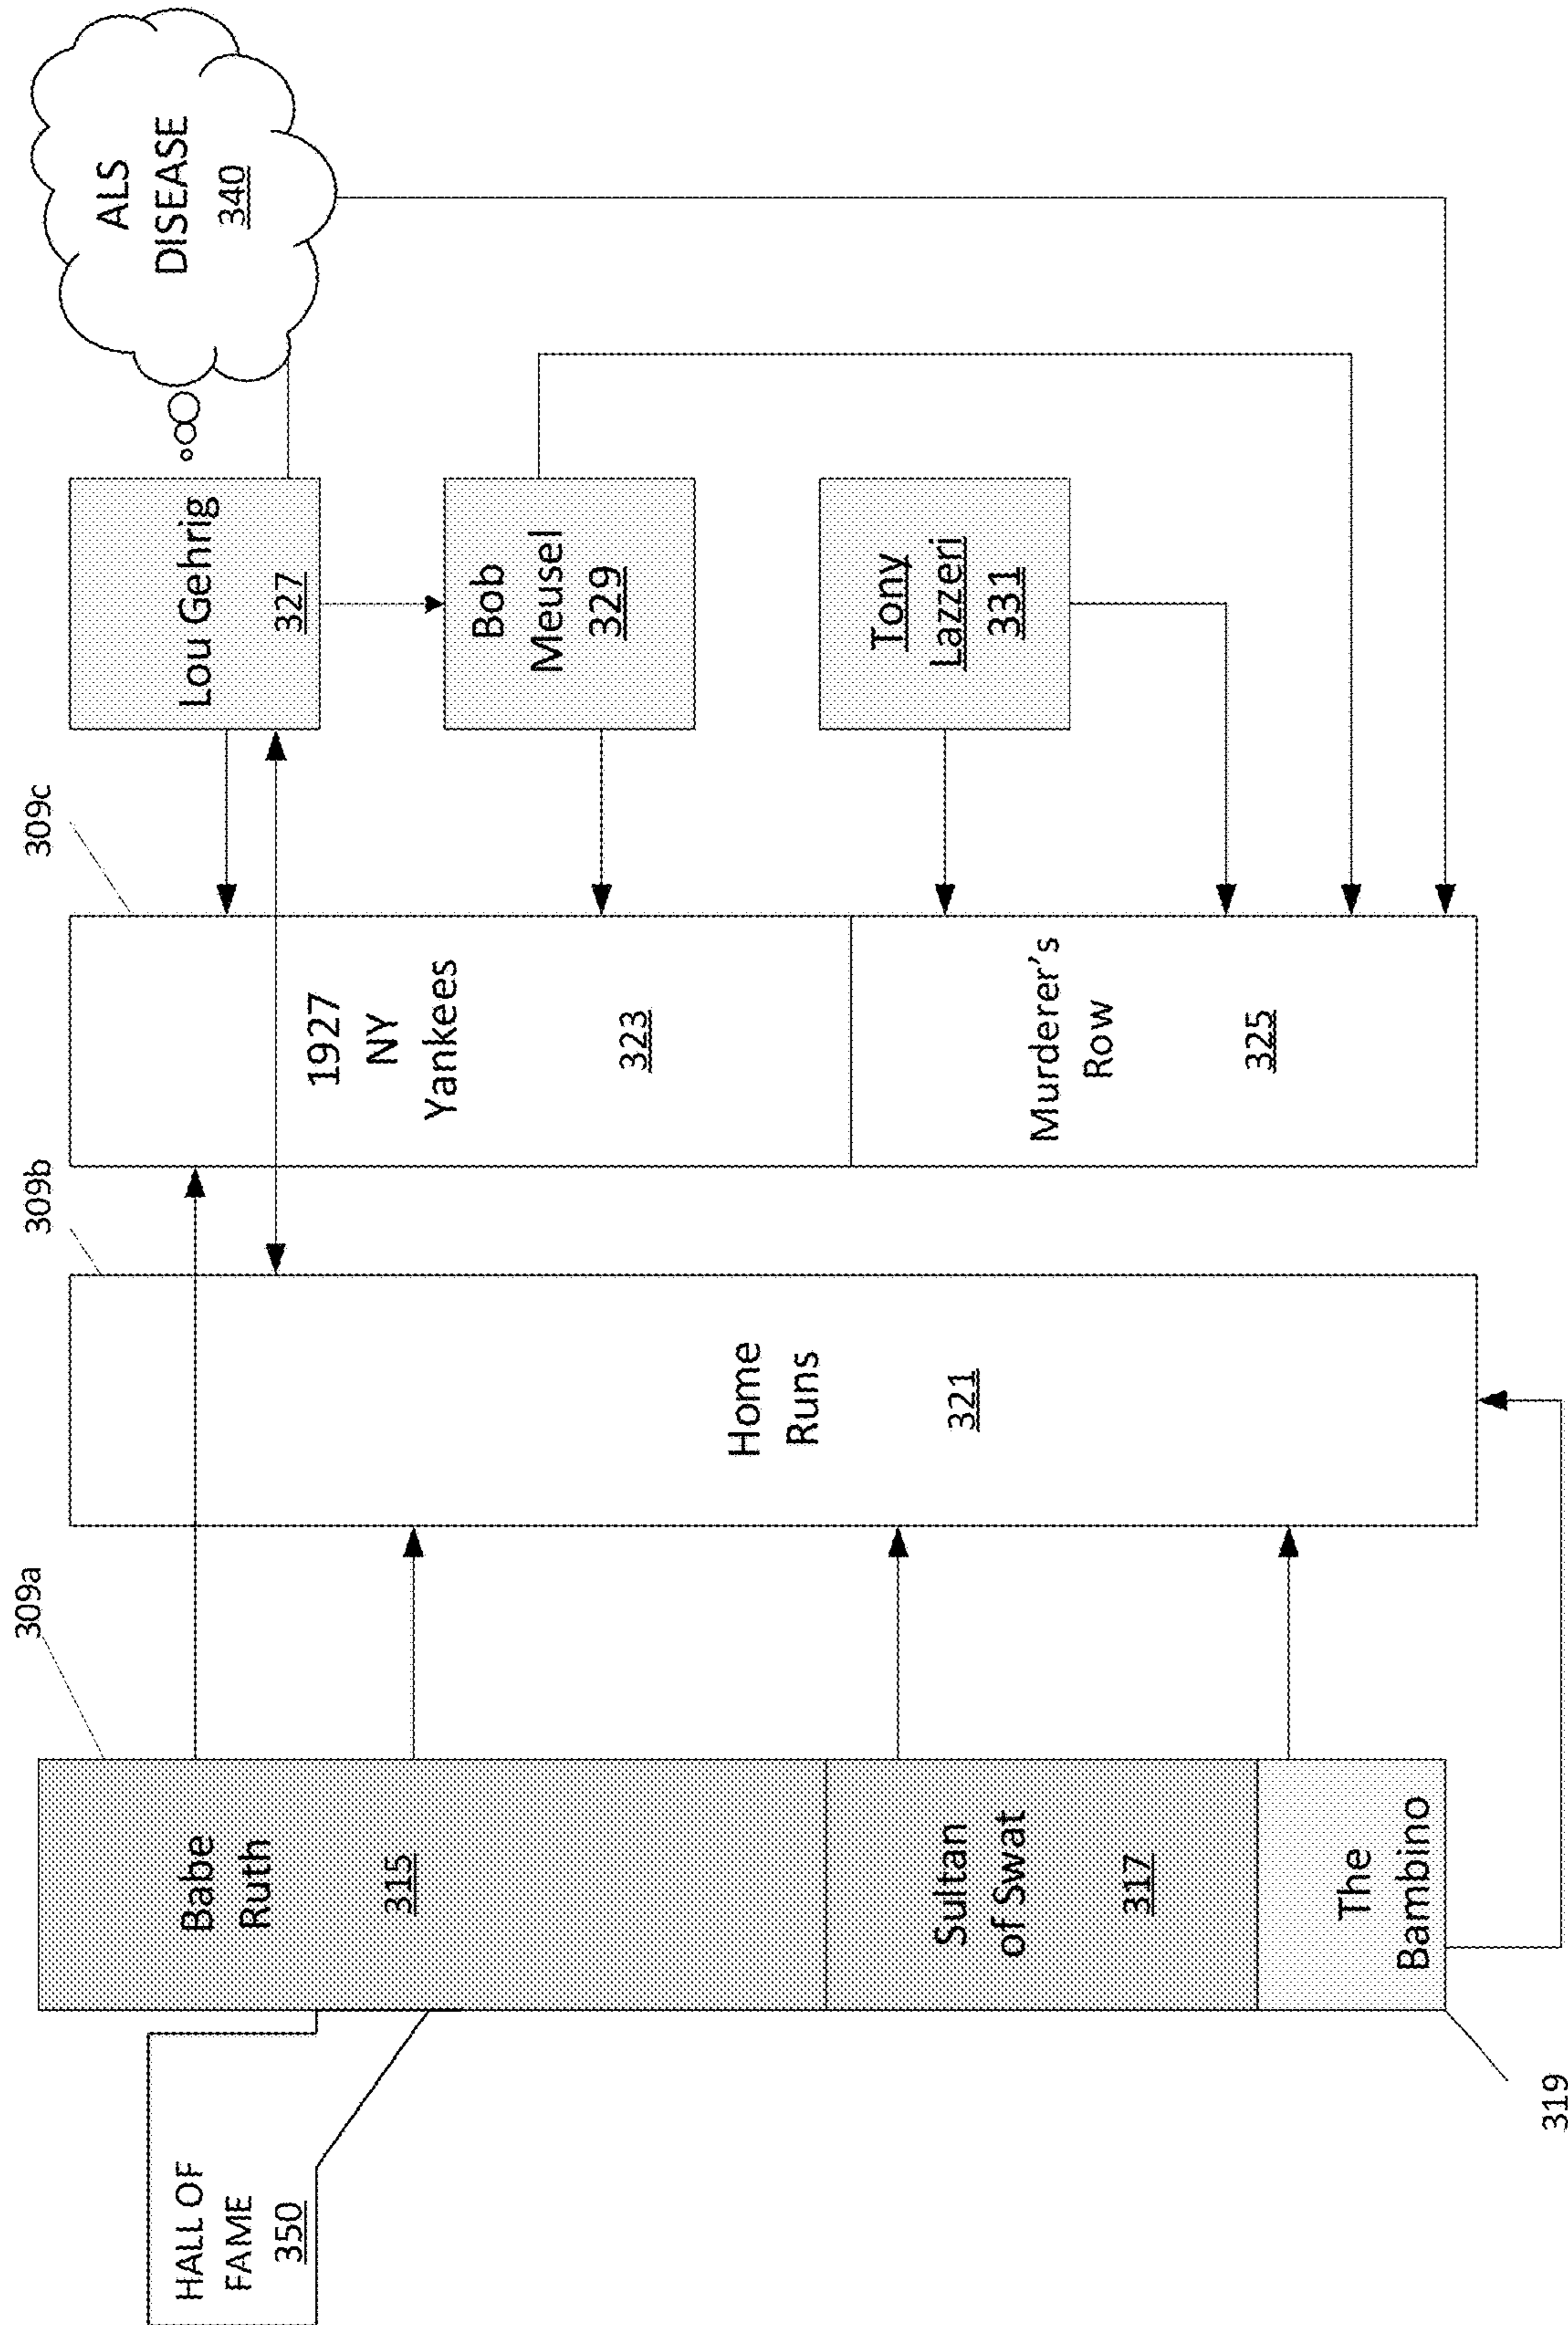 309a
309b
309c
HALL OF
FAME
350
Babe
Ruth
315
Sultan
of Swat
317
The
Bambino
319
Home
Runs
321
1927
NY
Yankees
323
Murderer's
Row
325
Lou Gehrig
327
Bob
Meusel
329
Tony
Lazzeri
331
ALS
DISEASE
340